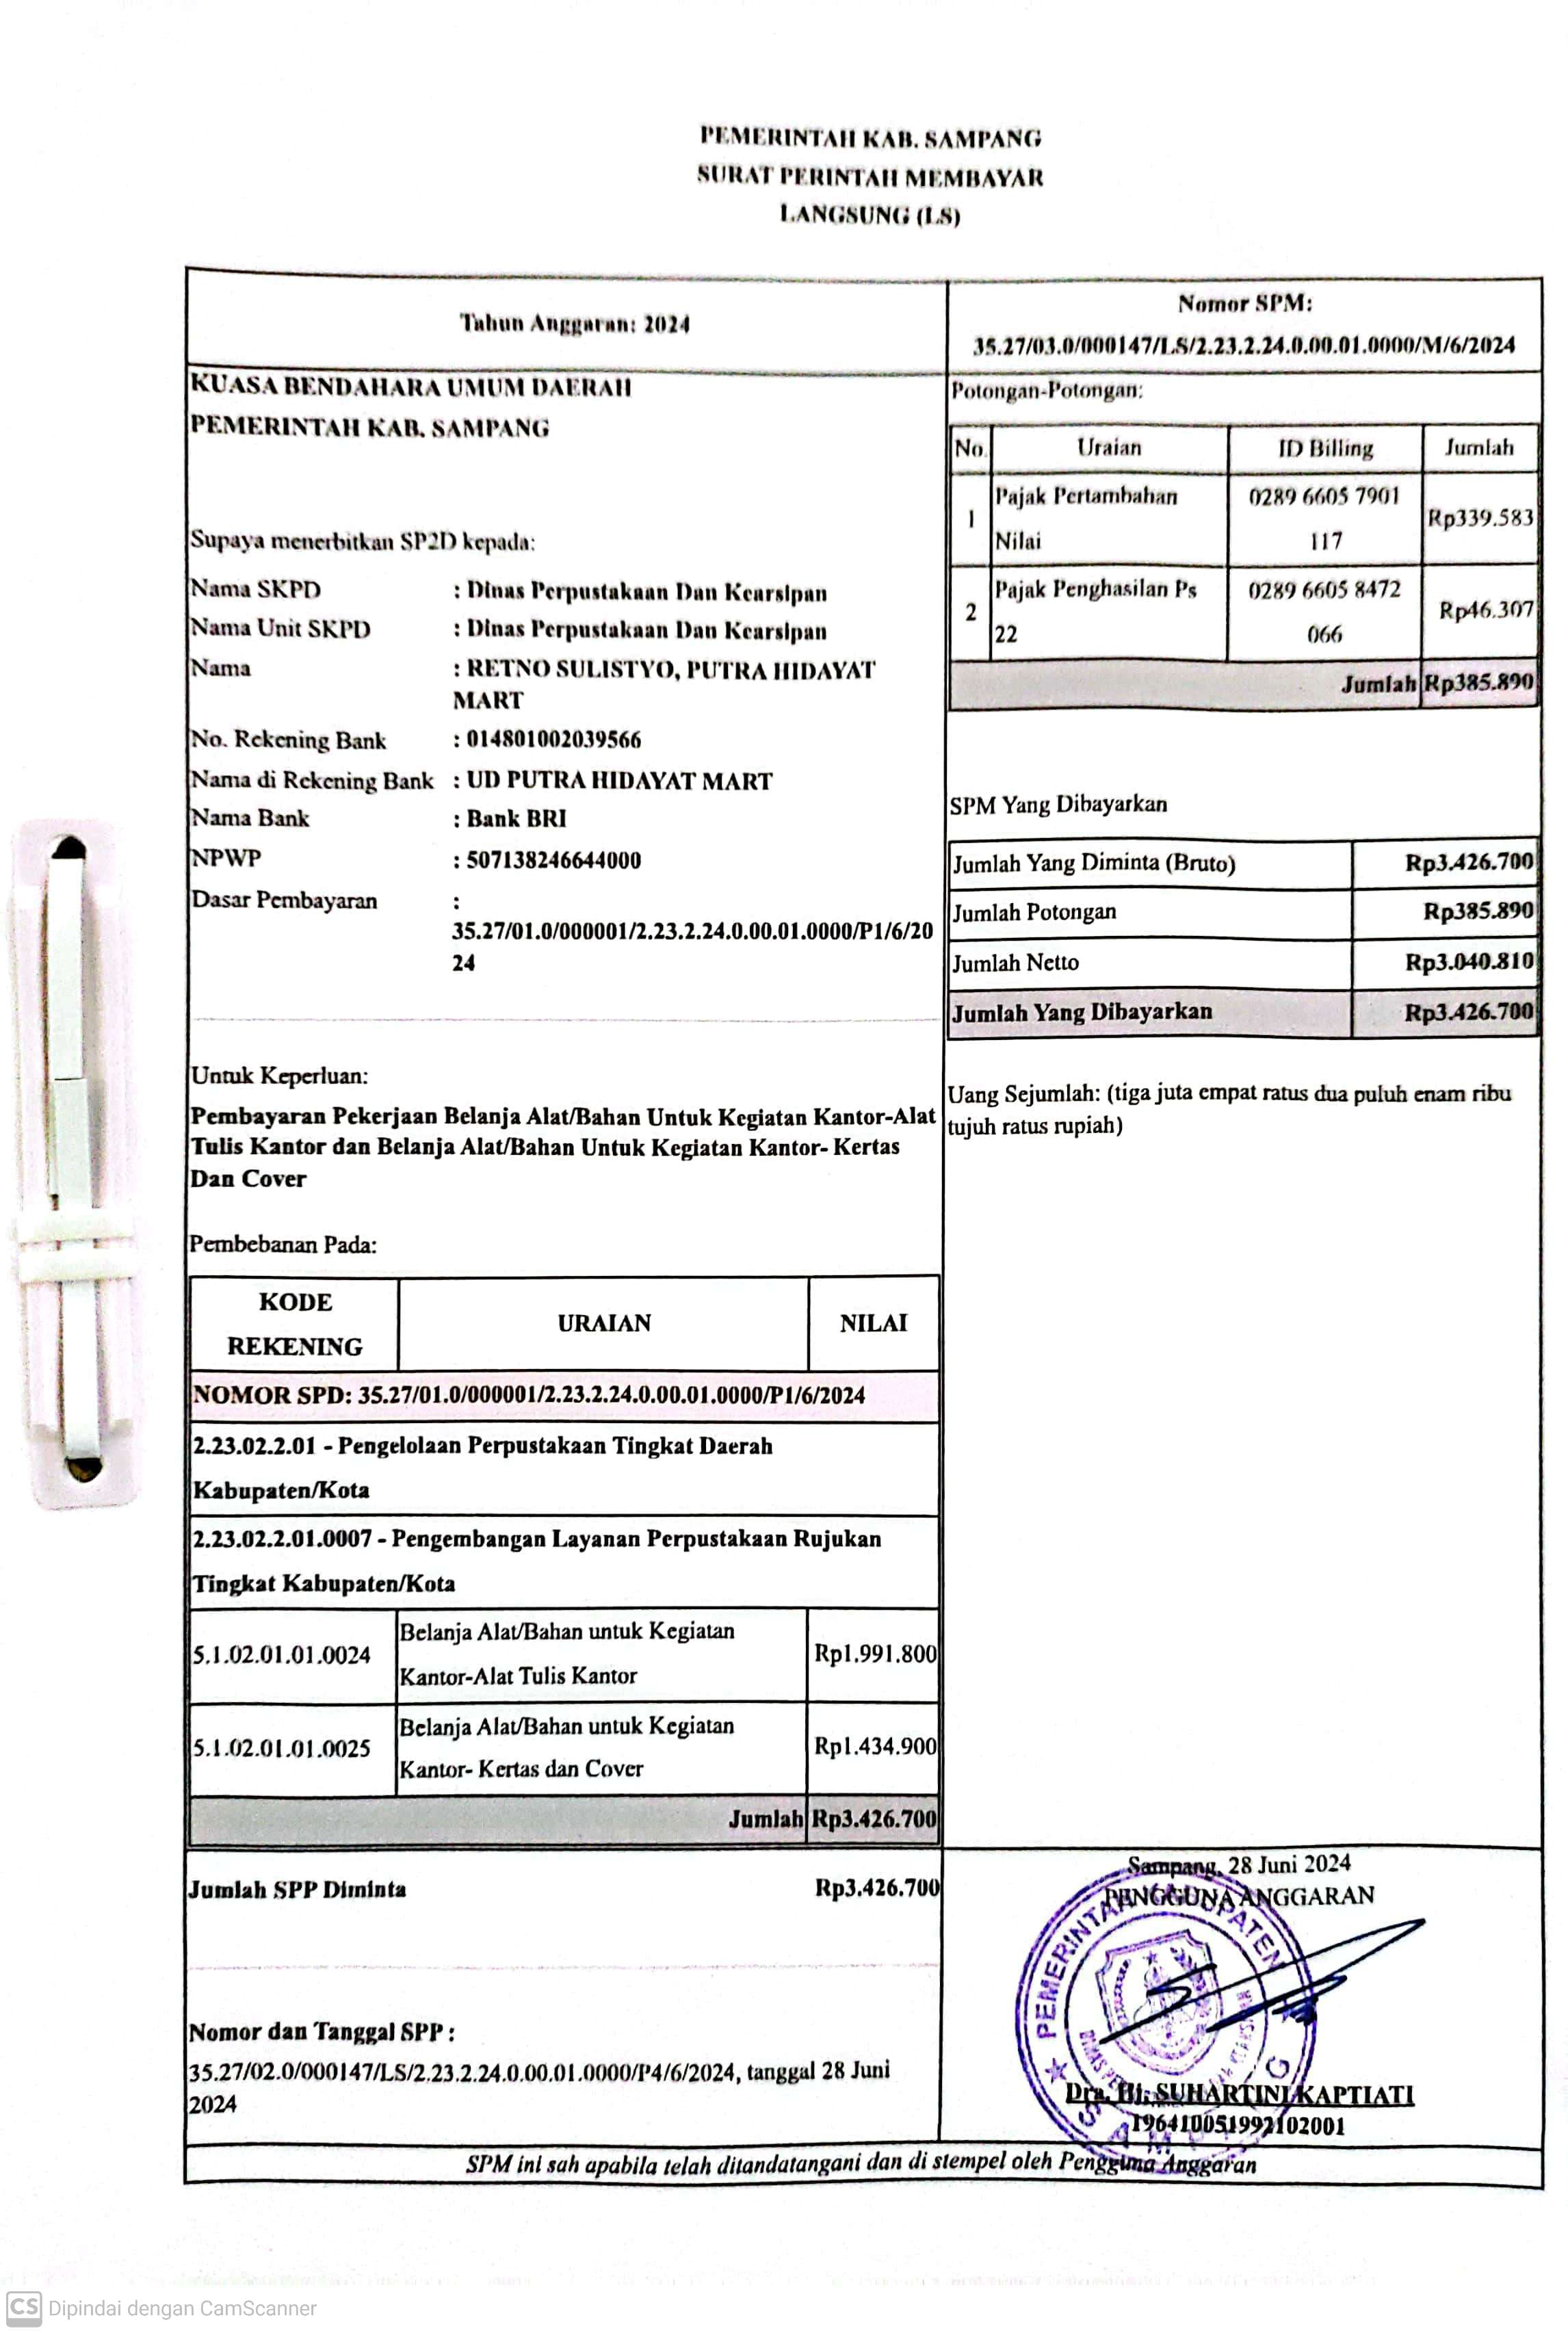 PEMERINTAH KAB. SAMPANG
SURAT PERINTAH MEMBAYAR
LANGSUNG (LS)
Tahun Anggaran: 2024
Nomor SPM:
35.27/03.0/000147/LS/2.23.2.24.0.00.01.0000/M/6/2024
KUASA BENDAHARA UMUM DAERAH
PEMERINTAH KAB. SAMPANG
Supaya menerbitkan SP2D kepada:
Nama SKPD : Dinas Perpustakaan Dan Kearsipan
Nama Unit SKPD : Dinas Perpustakaan Dan Kearsipan
Nama : RETNO SULISTYO, PUTRA HIDAYAT
MART
No. Rekening Bank : 014801002039566
Nama di Rekening Bank : UD PUTRA HIDAYAT MART
Nama Bank : Bank BRI
NPWP : 507138246644000
Dasar Pembayaran :
35.27/01.0/000001/2.23.2.24.0.00.01.0000/P1/6/20
24
Untuk Keperluan:
Pembayaran Pekerjaan Belanja Alat/Bahan Untuk Kegiatan Kantor-Alat
Tulis Kantor dan Belanja Alat/Bahan Untuk Kegiatan Kantor- Kertas
Dan Cover
Pembebanan Pada:
KODE
REKENING
URAIAN
NILAI
NOMOR SPD: 35.27/01.0/000001/2.23.2.24.0.00.01.0000/P1/6/2024
2.23.02.2.01 - Pengelolaan Perpustakaan Tingkat Daerah
Kabupaten/Kota
2.23.02.2.01.0007 - Pengembangan Layanan Perpustakaan Rujukan
Tingkat Kabupaten/Kota
5.1.02.01.01.0024
Belanja Alat/Bahan untuk Kegiatan
Kantor-Alat Tulis Kantor
Rp1.991.800
5.1.02.01.01.0025
Belanja Alat/Bahan untuk Kegiatan
Kantor- Kertas dan Cover
Rp1.434.900
Jumlah Rp3.426.700
Jumlah SPP Diminta Rp3.426.700
Nomor dan Tanggal SPP :
35.27/02.0/000147/LS/2.23.2.24.0.00.01.0000/P4/6/2024, tanggal 28 Juni
2024
Potongan-Potongan:
No. Uraian ID Billing Jumlah
1
Pajak Pertambahan
Nilai
0289 6605 7901
117
Rp339.583
2
Pajak Penghasilan Ps
22
0289 6605 8472
066
Rp46.307
Jumlah Rp385.890
SPM Yang Dibayarkan
Jumlah Yang Diminta (Bruto) Rp3.426.700
Jumlah Potongan Rp385.890
Jumlah Netto Rp3.040.810
Jumlah Yang Dibayarkan Rp3.426.700
Uang Sejumlah: (tiga juta empat ratus dua puluh enam ribu
tujuh ratus rupiah)
Sampang, 28 Juni 2024
PENGGUNA ANGGARAN
PEMERINTAH KABUPATEN
SAMPANG
Dra. Hj. SUHARTINI KAPTIATI
196410051992102001
SPM ini sah apabila telah ditandatangani dan di stempel oleh Pengguna Anggaran
CS Dipindai dengan CamScanner